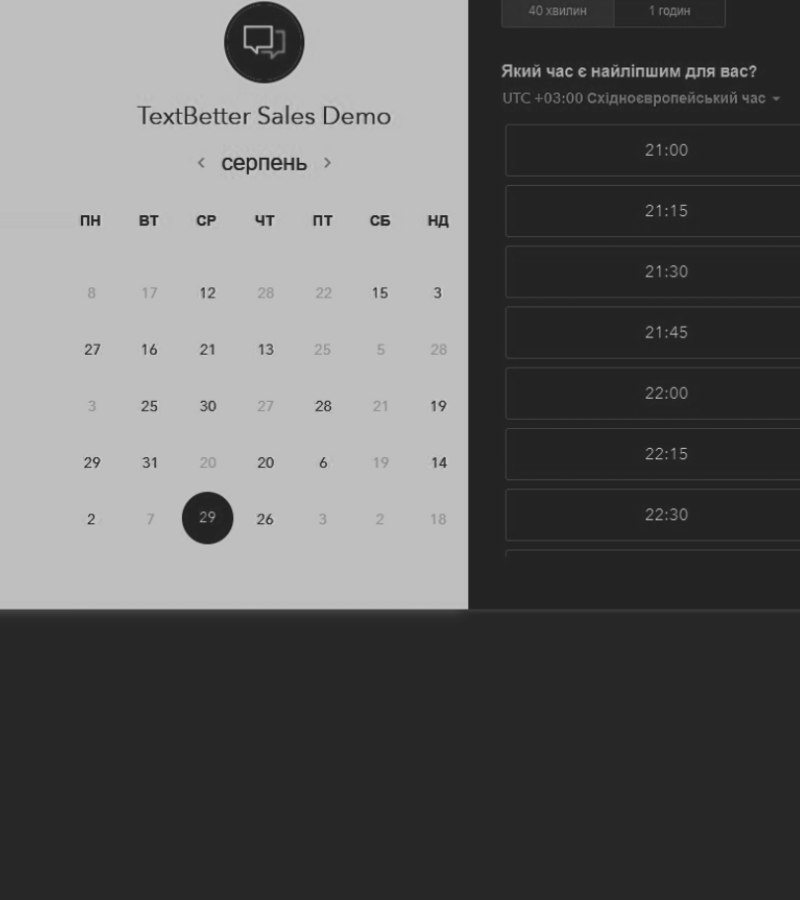 TextBetter Sales Demo
серпень
ПН ВТ СР ЧТ ПТ СБ НД
8 17 12 28 22 15 3
27 16 21 13 25 5 28
3 25 30 27 28 21 19
29 31 20 20 6 19 14
2 7 29 26 3 2 18
40 хвилин 1 годин
Який час є найліпшим для вас?
UTC +03:00 Східноєвропейський час
21:00
21:15
21:30
21:45
22:00
22:15
22:30